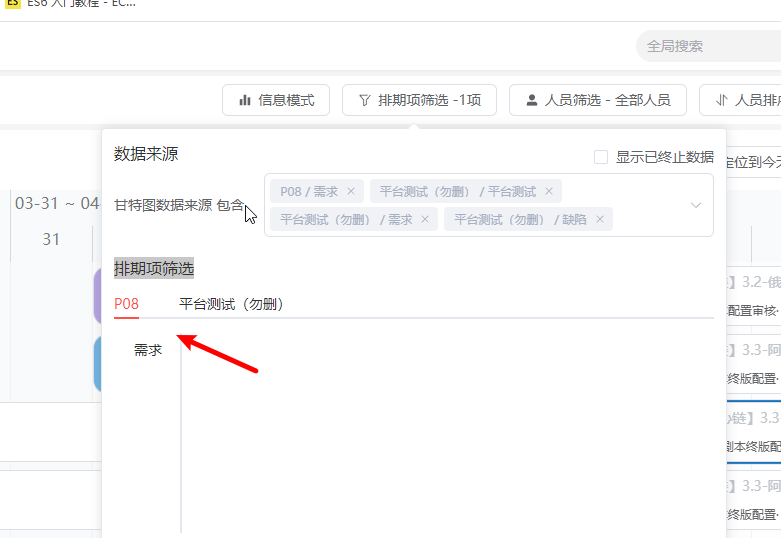 ES ES6 入门教程 - EC...
全局搜索
信息模式 排期项筛选 -1项 人员筛选 - 全部人员 人员排
数据来源 显示已终止数据 定位到今天
甘特图数据来源 包含 P08 / 需求 × 平台测试（勿删） / 平台测试 ×
平台测试（勿删） / 需求 × 平台测试（勿删） / 缺陷 ×
03-31 ~ 04
31
排期项筛选
】3.2-俄
P08 平台测试（勿删）
配置审核·
需求
】3.3-阿
终版配置·
链】3.3
剧本终版配
】3.3-阿
终版配置·